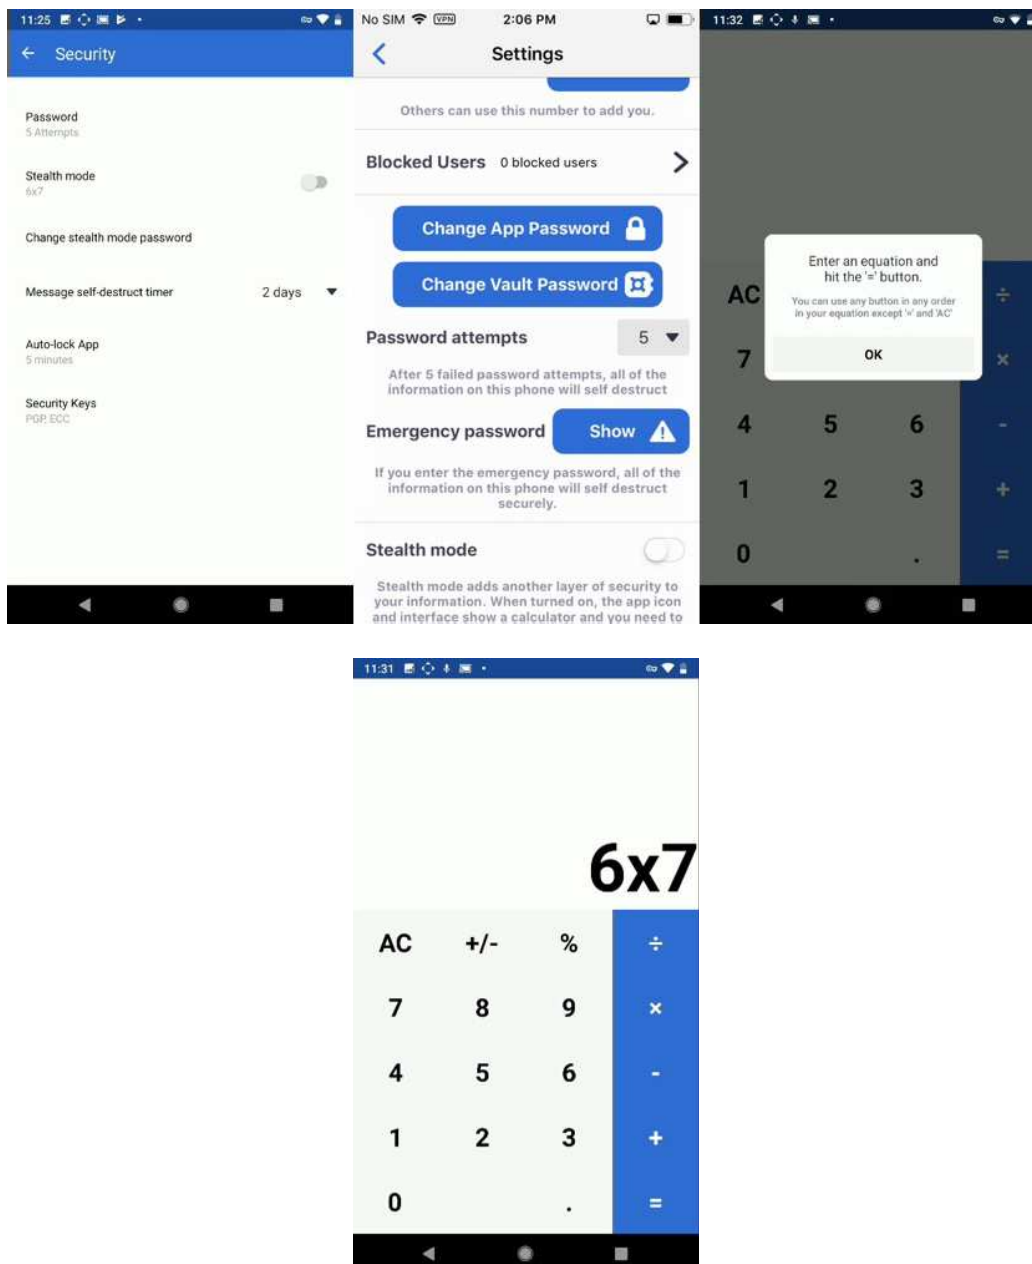 11:25
Security
Password
5 Attempts
Stealth mode
6x7
Change stealth mode password
Message self-destruct timer 2 days
Auto-lock App
5 minutes
Security Keys
PGP, ECC
No SIM VPN 2:06 PM
Settings
Others can use this number to add you.
Blocked Users 0 blocked users
Change App Password
Change Vault Password
Password attempts 5
After 5 failed password attempts, all of the
information on this phone will self destruct
Emergency password Show
If you enter the emergency password, all of the
information on this phone will self destruct
securely.
Stealth mode
Stealth mode adds another layer of security to
your information. When turned on, the app icon
and interface show a calculator and you need to
11:32
Enter an equation and
hit the '=' button.
You can use any button in any order
in your equation except '=' and 'AC'
OK
AC ÷
7 ×
4 5 6 -
1 2 3 +
0 . =
11:31
6x7
AC +/- % ÷
7 8 9 ×
4 5 6 -
1 2 3 +
0 . =